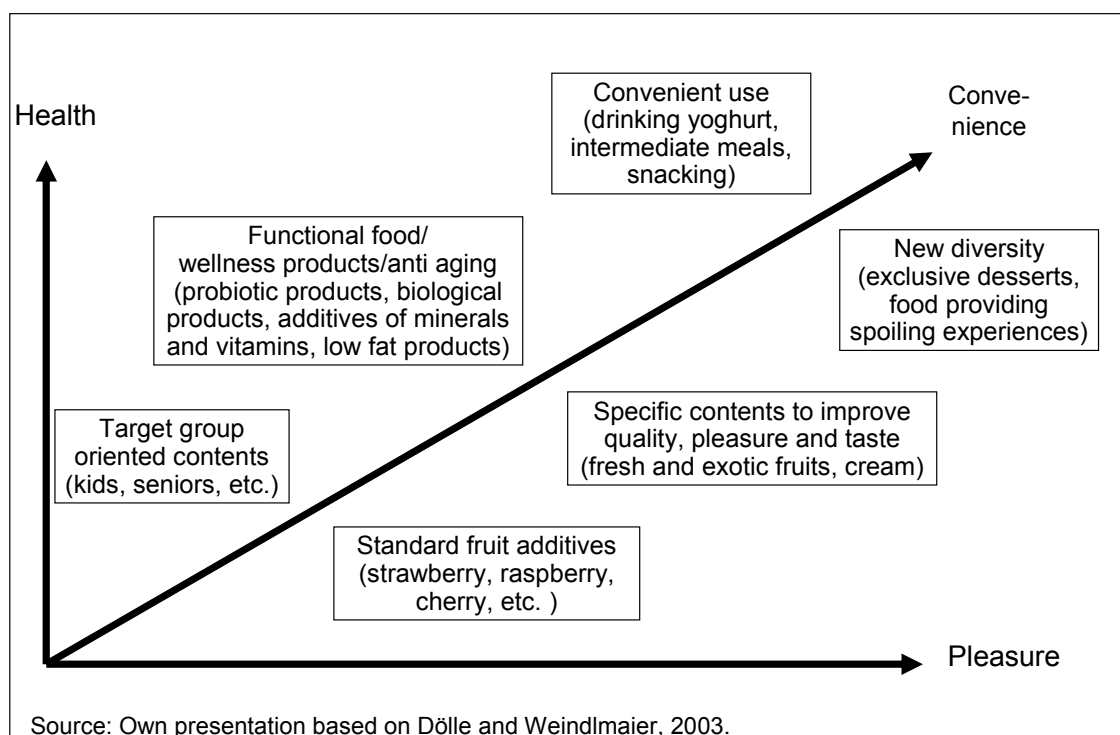 Health
Convenient use
(drinking yoghurt,
intermediate meals,
snacking)
Conve-
nience
Functional food/
wellness products/anti aging
(probiotic products, biological
products, additives of minerals
and vitamins, low fat products)
New diversity
(exclusive desserts,
food providing
spoiling experiences)
Target group
oriented contents
(kids, seniors, etc.)
Specific contents to improve
quality, pleasure and taste
(fresh and exotic fruits, cream)
Standard fruit additives
(strawberry, raspberry,
cherry, etc. )
Pleasure
Source: Own presentation based on Dölle and Weindlmaier, 2003.